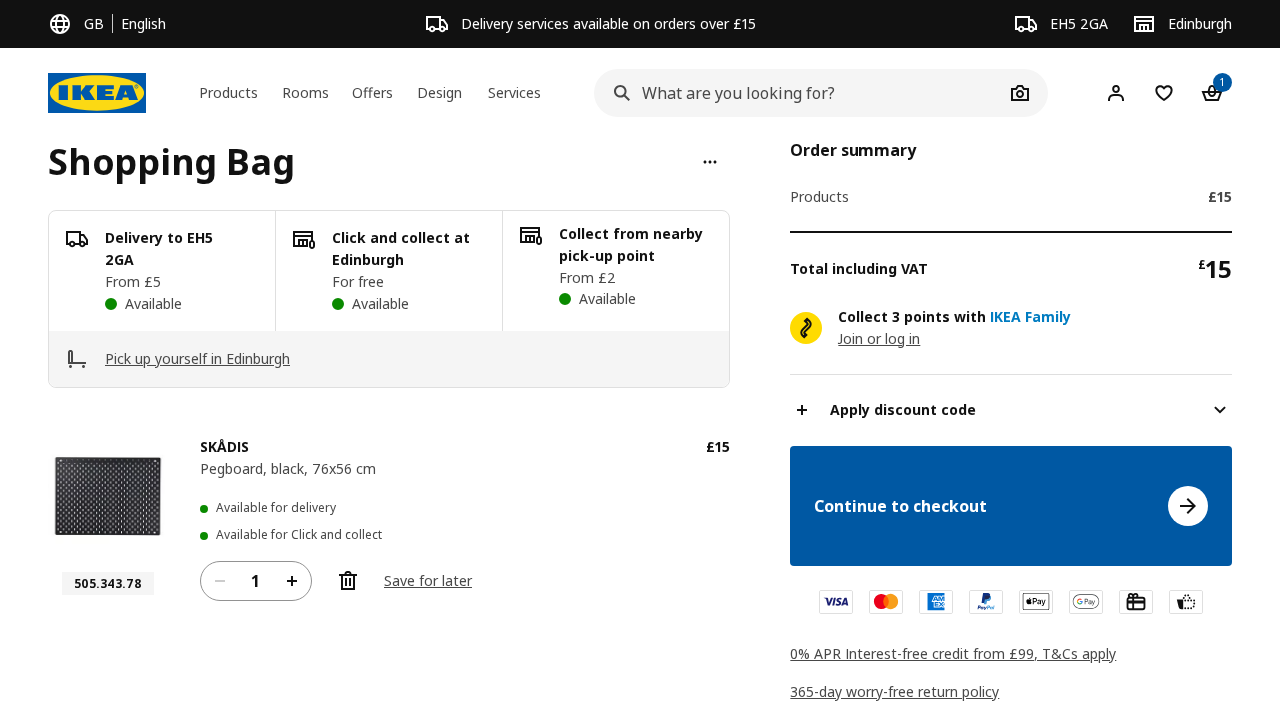 GB English
Delivery services available on orders over £15
EH5 2GA
Edinburgh
IKEA
Products Rooms Offers Design Services
What are you looking for?
1
Shopping Bag
Delivery to EH5
2GA
From £5
Available
Click and collect at
Edinburgh
For free
Available
Collect from nearby
pick-up point
From £2
Available
Pick up yourself in Edinburgh
SKÅDIS
£15
Pegboard, black, 76x56 cm
Available for delivery
Available for Click and collect
505.343.78
1
Save for later
Order summary
Products £15
Total including VAT £15
Collect 3 points with IKEA Family
Join or log in
Apply discount code
Continue to checkout
VISA
AMEX
PayPal
Pay
G Pay
0% APR Interest-free credit from £99, T&Cs apply
365-day worry-free return policy